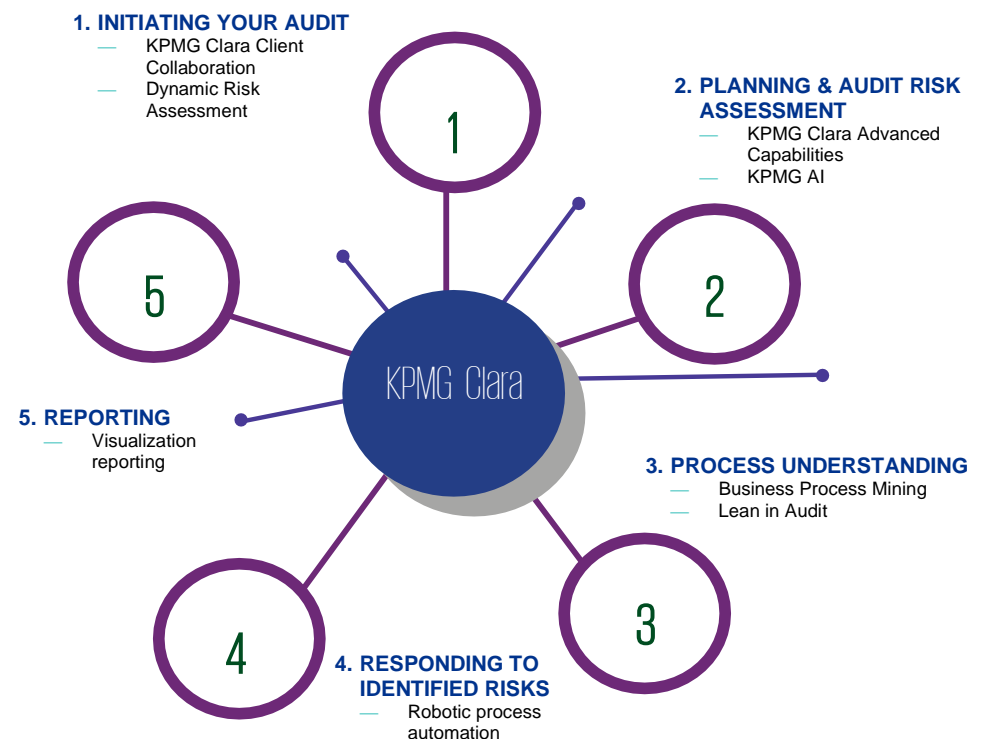 1. INITIATING YOUR AUDIT
— KPMG Clara Client
Collaboration
— Dynamic Risk
Assessment
1
2. PLANNING & AUDIT RISK
ASSESSMENT
— KPMG Clara Advanced
Capabilities
— KPMG AI
2
5
KPMG Clara
5. REPORTING
— Visualization
reporting
3. PROCESS UNDERSTANDING
— Business Process Mining
— Lean in Audit
3
4
4. RESPONDING TO
IDENTIFIED RISKS
— Robotic process
automation